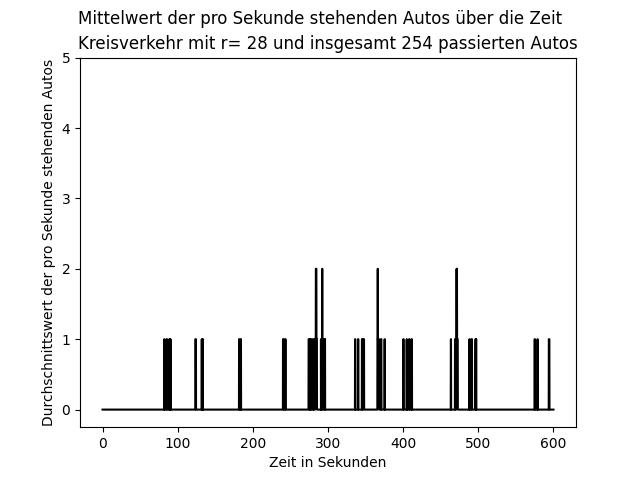 Mittelwert der pro Sekunde stehenden Autos über die Zeit
Kreisverkehr mit r= 28 und insgesamt 254 passierten Autos
5
4
3
2
1
0
Durchschnittswert der pro Sekunde stehenden Autos
0 100 200 300 400 500 600
Zeit in Sekunden